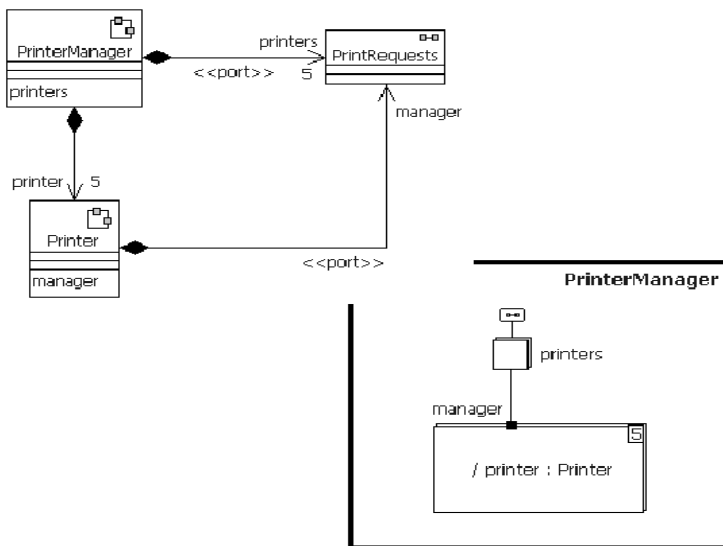 PrinterManager
printers
printers
<<port>>
5
PrintRequests
manager
printer
5
Printer
manager
<<port>>
PrinterManager
printers
manager
5
/ printer : Printer